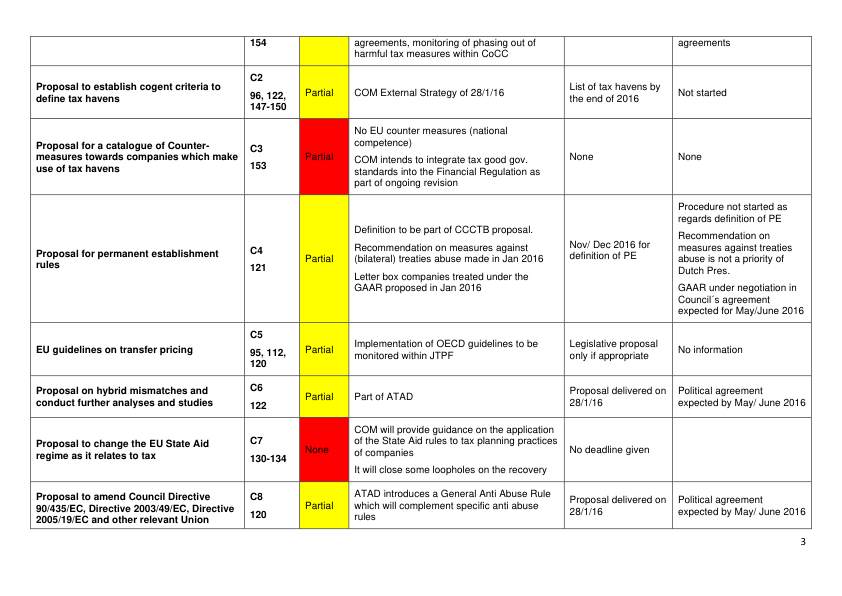 154
agreements, monitoring of phasing out of
harmful tax measures within CoCC
agreements
Proposal to establish cogent criteria to
define tax havens
C2
96, 122,
147-150
Partial
COM External Strategy of 28/1/16
List of tax havens by
the end of 2016
Not started
Proposal for a catalogue of Counter-
measures towards companies which make
use of tax havens
C3
153
Partial
No EU counter measures (national
competence)
COM intends to integrate tax good gov.
standards into the Financial Regulation as
part of ongoing revision
None
None
Proposal for permanent establishment
rules
C4
121
Partial
Definition to be part of CCCTB proposal.
Recommendation on measures against
(bilateral) treaties abuse made in Jan 2016
Letter box companies treated under the
GAAR proposed in Jan 2016
Nov/ Dec 2016 for
definition of PE
Procedure not started as
regards definition of PE
Recommendation on
measures against treaties
abuse is not a priority of
Dutch Pres.
GAAR under negotiation in
Council´s agreement
expected for May/June 2016
EU guidelines on transfer pricing
C5
95, 112,
120
Partial
Implementation of OECD guidelines to be
monitored within JTPF
Legislative proposal
only if appropriate
No information
Proposal on hybrid mismatches and
conduct further analyses and studies
C6
122
Partial
Part of ATAD
Proposal delivered on
28/1/16
Political agreement
expected by May/ June 2016
Proposal to change the EU State Aid
regime as it relates to tax
C7
130-134
None
COM will provide guidance on the application
of the State Aid rules to tax planning practices
of companies
It will close some loopholes on the recovery
No deadline given
Proposal to amend Council Directive
90/435/EC, Directive 2003/49/EC, Directive
2005/19/EC and other relevant Union
C8
120
Partial
ATAD introduces a General Anti Abuse Rule
which will complement specific anti abuse
rules
Proposal delivered on
28/1/16
Political agreement
expected by May/ June 2016
3